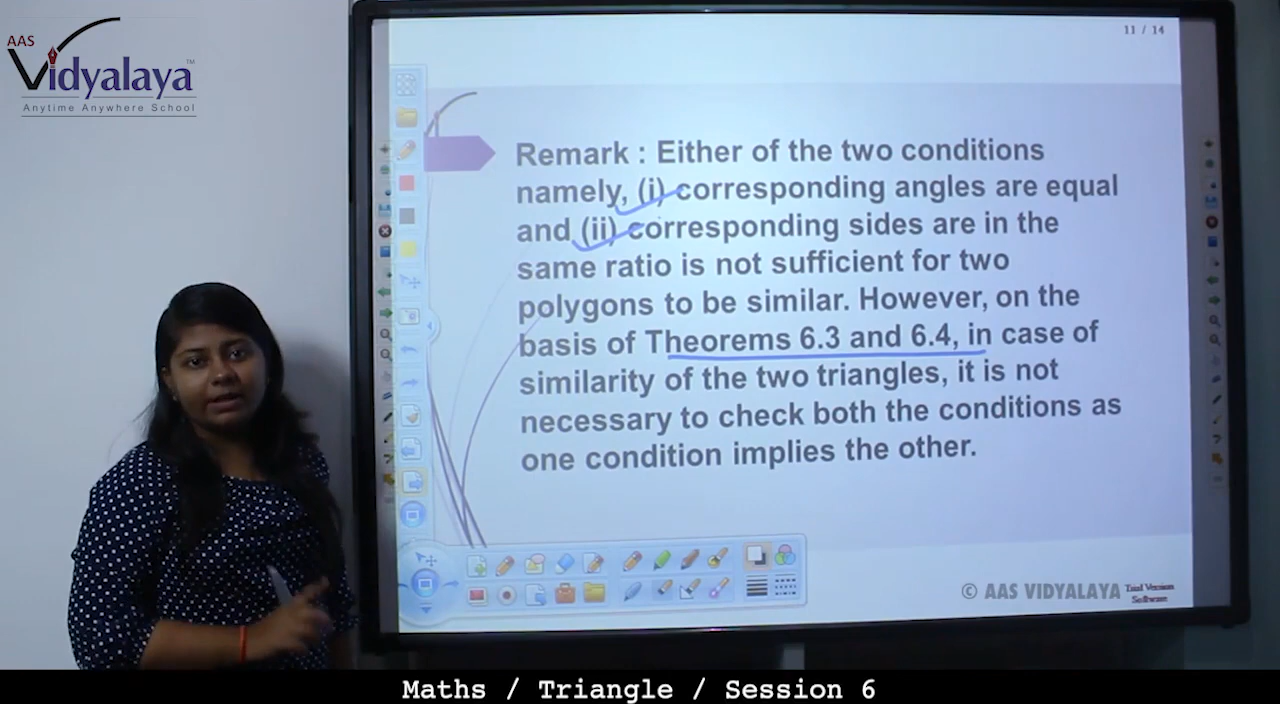 AAS
Vidyalaya
TM
Anytime Anywhere School
11 / 14
Remark : Either of the two conditions
namely, (i) corresponding angles are equal
and (ii) corresponding sides are in the
same ratio is not sufficient for two
polygons to be similar. However, on the
basis of Theorems 6.3 and 6.4, in case of
similarity of the two triangles, it is not
necessary to check both the conditions as
one condition implies the other.
© AAS VIDYALAYA
Trial Version
Software
Maths / Triangle / Session 6